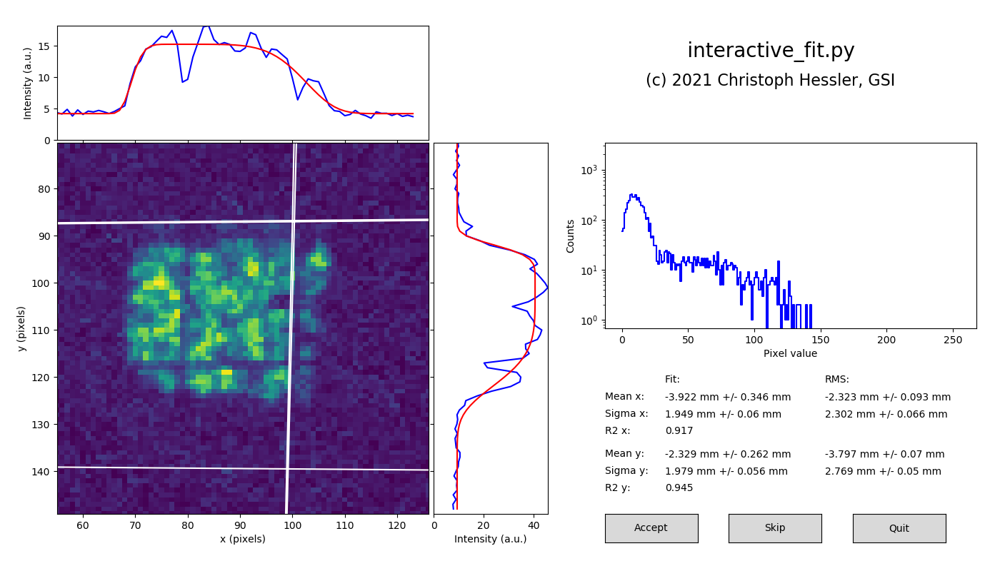 interactive_fit.py
(c) 2021 Christoph Hessler, GSI
Intensity (a.u.)
15
10
5
0
y (pixels)
80
90
100
110
120
130
140
60 70 80 90 100 110 120
x (pixels)
0 20 40
Intensity (a.u.)
Counts
10³
10²
10¹
10⁰
0 50 100 150 200 250
Pixel value
Fit: RMS:
Mean x: -3.922 mm +/- 0.346 mm -2.323 mm +/- 0.093 mm
Sigma x: 1.949 mm +/- 0.06 mm 2.302 mm +/- 0.066 mm
R2 x: 0.917
Mean y: -2.329 mm +/- 0.262 mm -3.797 mm +/- 0.07 mm
Sigma y: 1.979 mm +/- 0.056 mm 2.769 mm +/- 0.05 mm
R2 y: 0.945
Accept Skip Quit